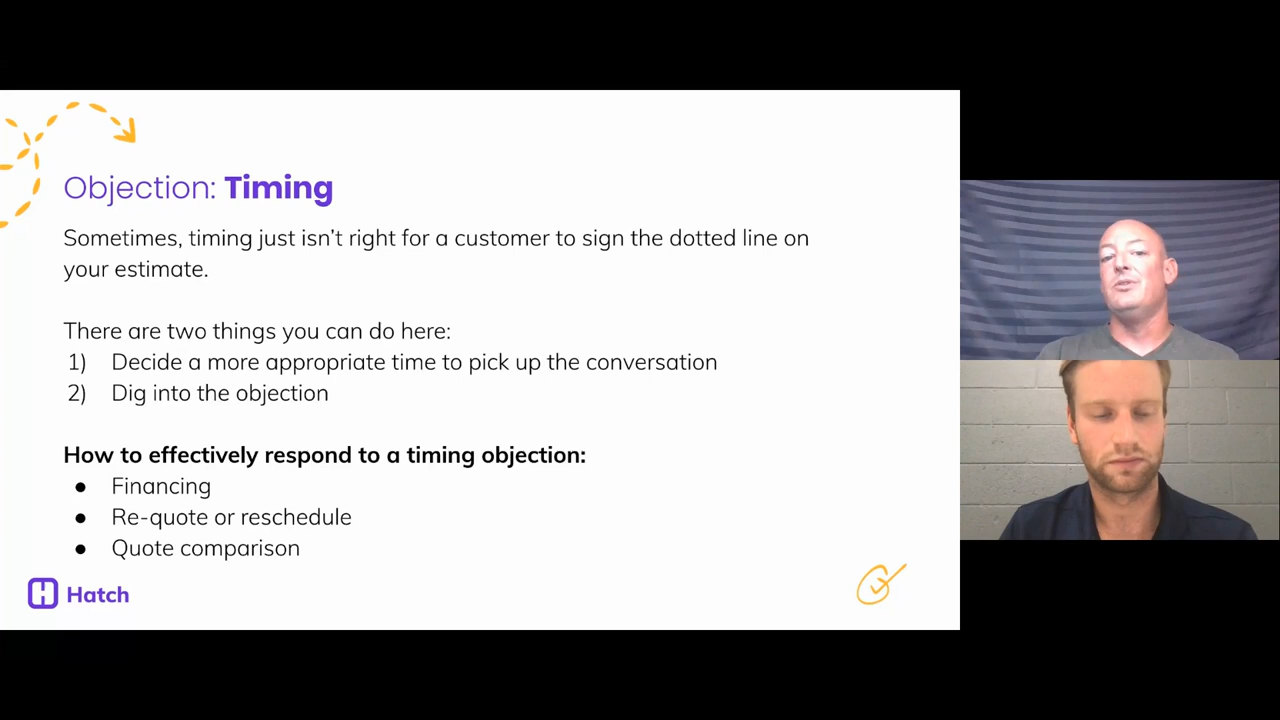 Objection: Timing
Sometimes, timing just isn’t right for a customer to sign the dotted line on
your estimate.
There are two things you can do here:
1) Decide a more appropriate time to pick up the conversation
2) Dig into the objection
How to effectively respond to a timing objection:
● Financing
● Re-quote or reschedule
● Quote comparison
Hatch